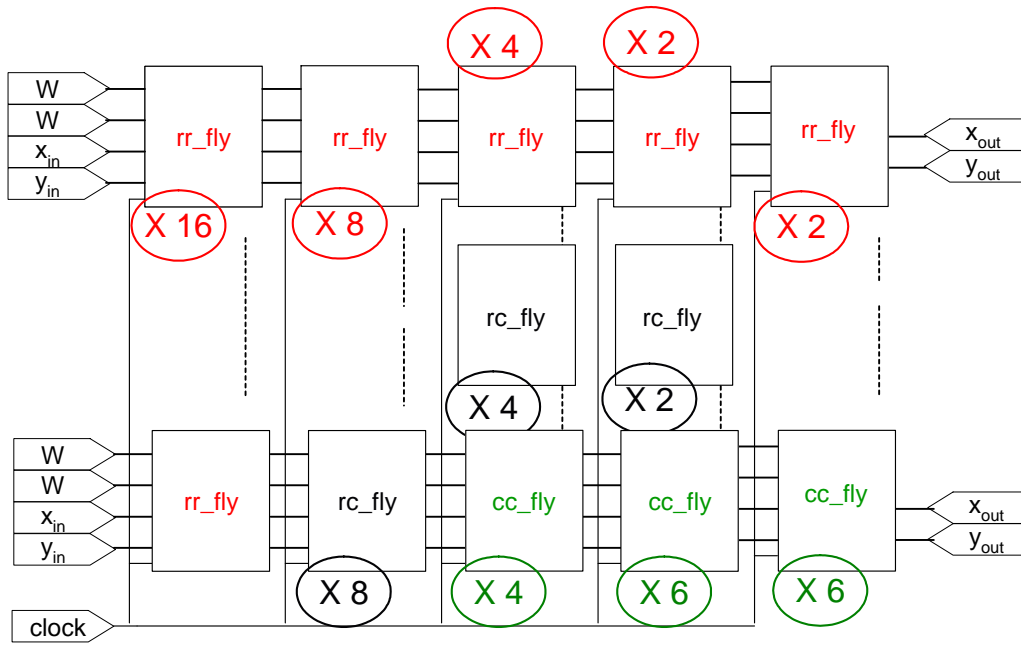 X 4
X 2
W
W
x_in
y_in
rr_fly
rr_fly
rr_fly
rr_fly
rr_fly
x_out
y_out
X 16
X 8
X 2
rc_fly
rc_fly
X 4
X 2
W
W
x_in
y_in
rr_fly
rc_fly
cc_fly
cc_fly
cc_fly
x_out
y_out
X 8
X 4
X 6
X 6
clock